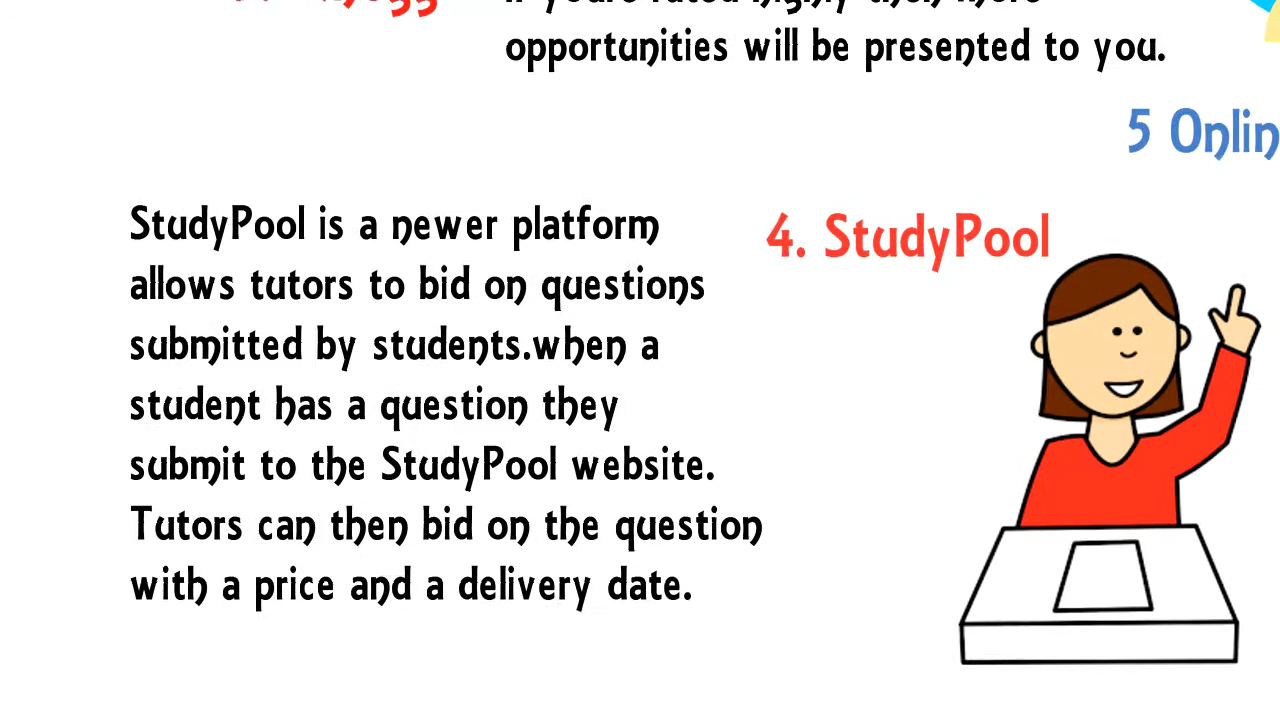 opportunities will be presented to you.
5 Onlin
4. StudyPool
StudyPool is a newer platform
allows tutors to bid on questions
submitted by students.when a
student has a question they
submit to the StudyPool website.
Tutors can then bid on the question
with a price and a delivery date.